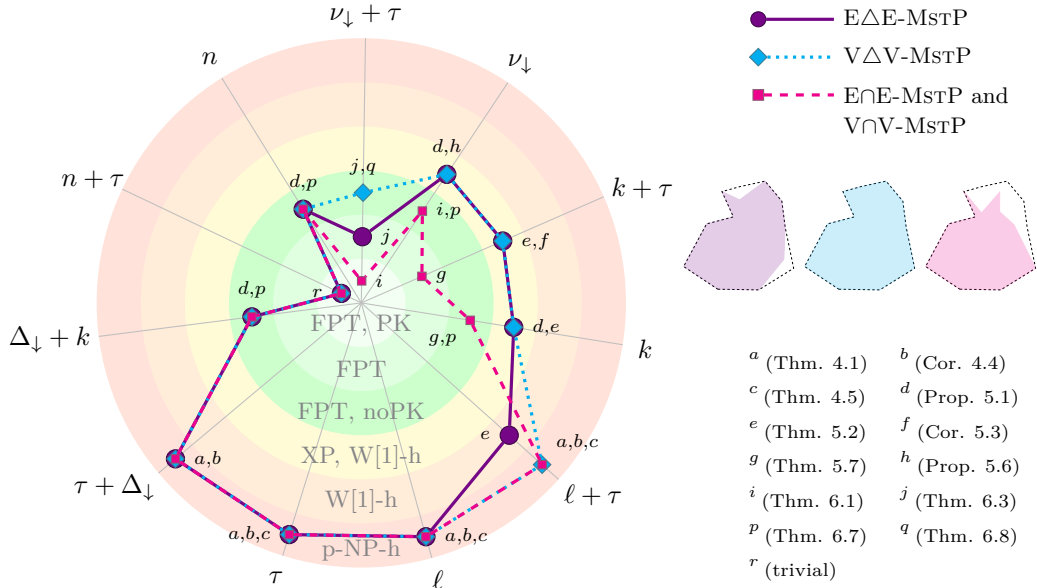 ν↓ + τ
n
ν↓
n + τ
k + τ
Δ↓ + k
k
τ + Δ↓
ℓ + τ
τ
ℓ
d,p
j,q
d,h
j
i,p
e,f
i
g
r
d,p
g,p
d,e
e
a,b,c
a,b
a,b,c
a,b,c
FPT, PK
FPT
FPT, noPK
XP, W[1]-h
W[1]-h
p-NP-h
E△E-MstP
V△V-MstP
E∩E-MstP and
V∩V-MstP
a (Thm. 4.1) b (Cor. 4.4)
c (Thm. 4.5) d (Prop. 5.1)
e (Thm. 5.2) f (Cor. 5.3)
g (Thm. 5.7) h (Prop. 5.6)
i (Thm. 6.1) j (Thm. 6.3)
p (Thm. 6.7) q (Thm. 6.8)
r (trivial)